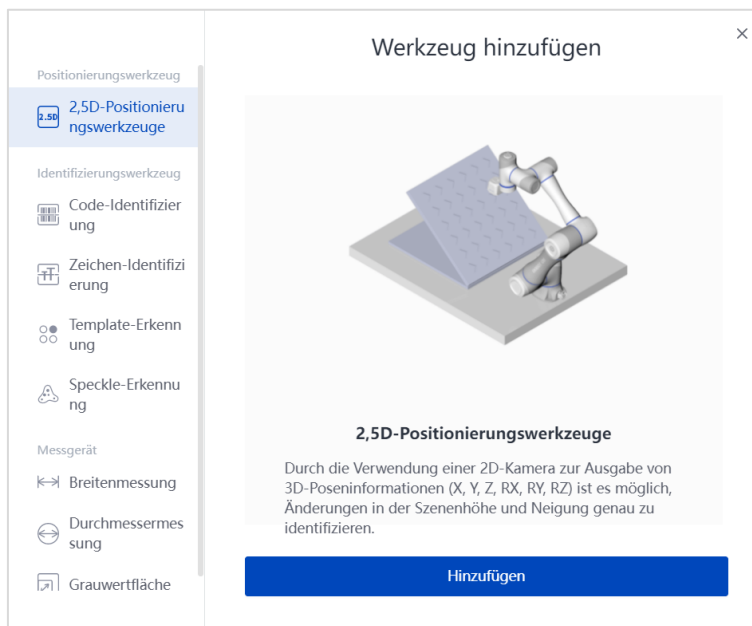 Werkzeug hinzufügen
Positionierungswerkzeug
2.5D
2,5D-Positionieru
ngswerkzeuge
Identifizierungswerkzeug
Code-Identifizier
ung
Zeichen-Identifizi
erung
Template-Erkenn
ung
Speckle-Erkennu
ng
Messgerät
Breitenmessung
Durchmessermes
sung
Grauwertfläche
2,5D-Positionierungswerkzeuge
Durch die Verwendung einer 2D-Kamera zur Ausgabe von
3D-Poseninformationen (X, Y, Z, RX, RY, RZ) ist es möglich,
Änderungen in der Szenenhöhe und Neigung genau zu
identifizieren.
Hinzufügen